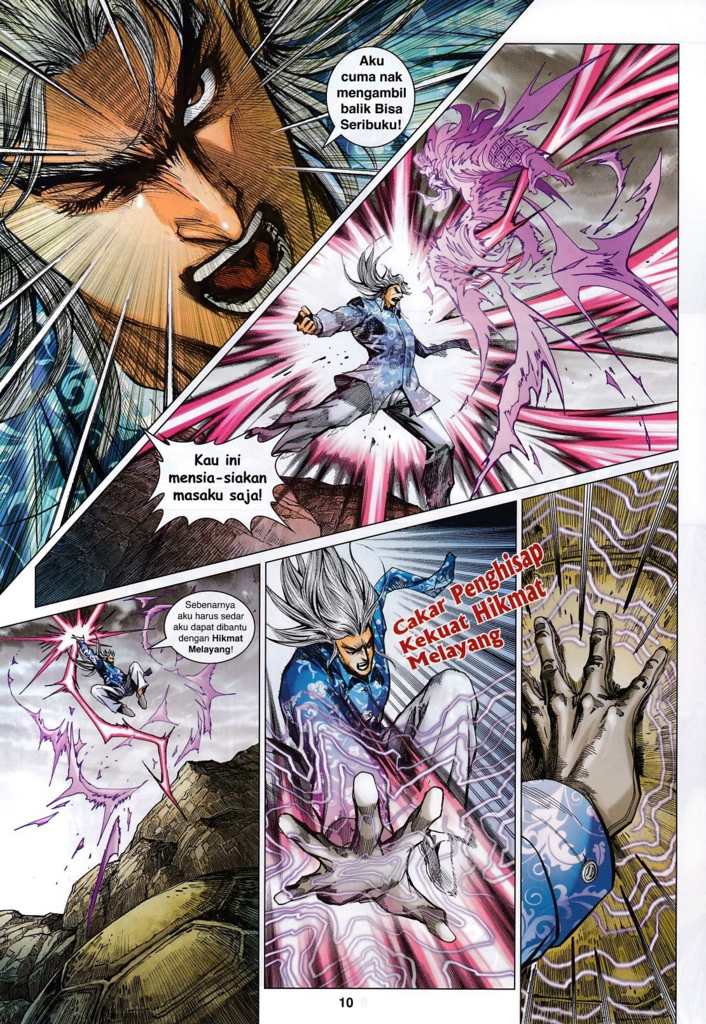 Aku
cuma nak
mengambil
balik Bisa
Seribuku!
Kau ini
mensia-siakan
masaku saja!
Sebenarnya
aku harus sedar
aku dapat dibantu
dengan Hikmat
Melayang!
Cakar Penghisap
Kekuat Hikmat
Melayang
10